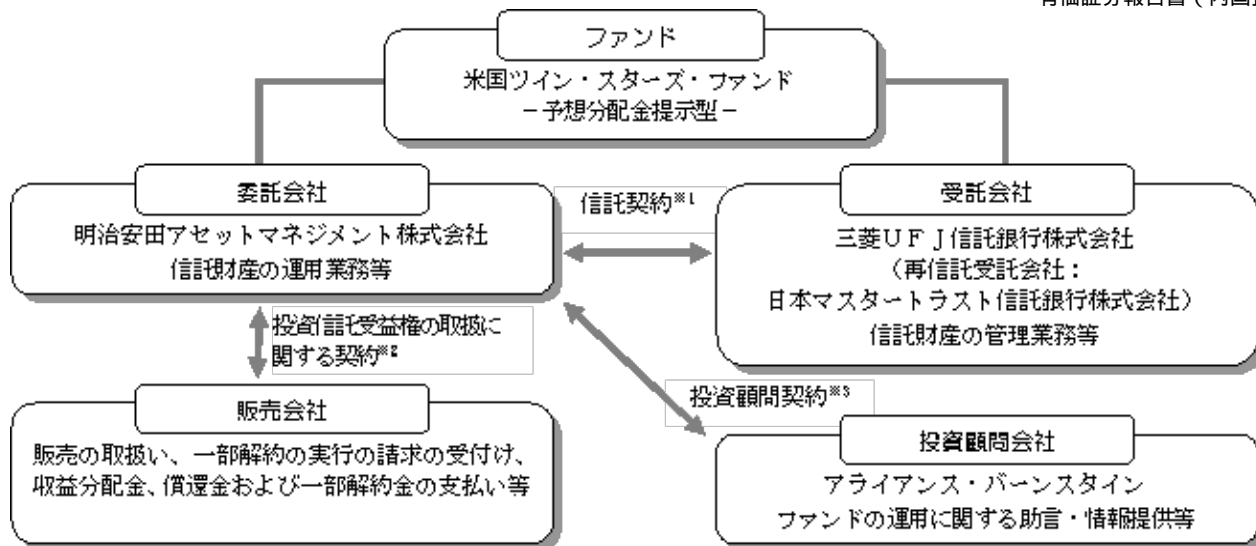 ファンド
米国ツイン・スターズ・ファンド
－予想分配金提示型－
委託会社
明治安田アセットマネジメント株式会社
信託財産の運用業務等
信託契約※1
受託会社
三菱UFJ信託銀行株式会社
（再信託受託会社：
日本マスタートラスト信託銀行株式会社）
信託財産の管理業務等
投資信託受益権の取扱に
関する契約※2
販売会社
販売の取扱い、一部解約の実行の請求の受付け、
収益分配金、償還金および一部解約金の支払い等
投資顧問契約※3
投資顧問会社
アライアンス・バーンスタイン
ファンドの運用に関する助言・情報提供等